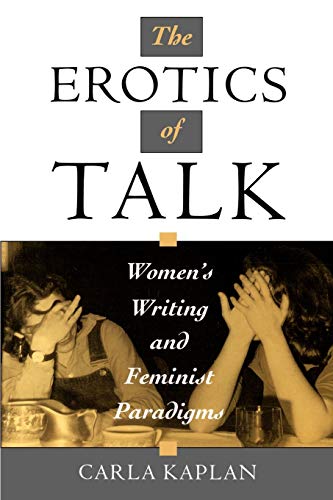 The
EROTICS
of
TALK
Women's
Writing
and
Feminist
Paradigms
CARLA KAPLAN